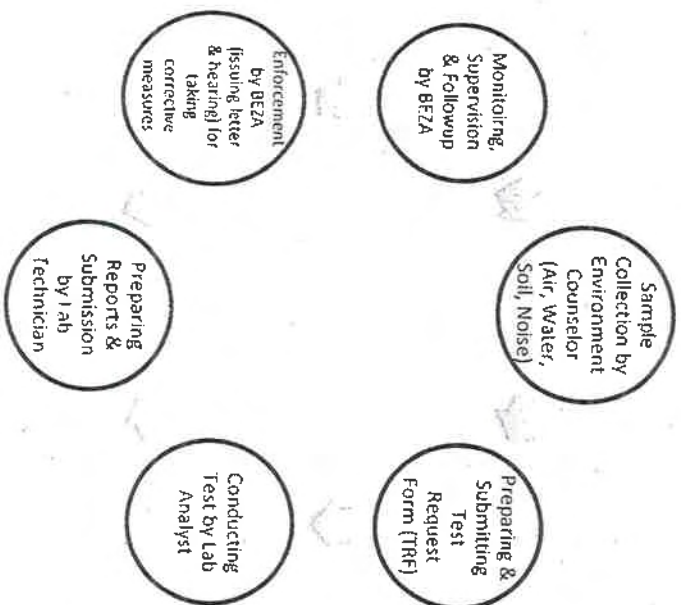 Sample
Collection by
Environment
Counselor
(Air, Water,
Soil, Noise)
Preparing &
Submitting
Test
Request
Form (TRF)
Conducting
Test by Lab
Analyst
Preparing
Reports &
Submission
by Lab
Technician
Enforcement
by BEZA
(issuing letter
& hearing) for
taking
corrective
measures
Monitoirng,
Supervision
& Followup
by BEZA